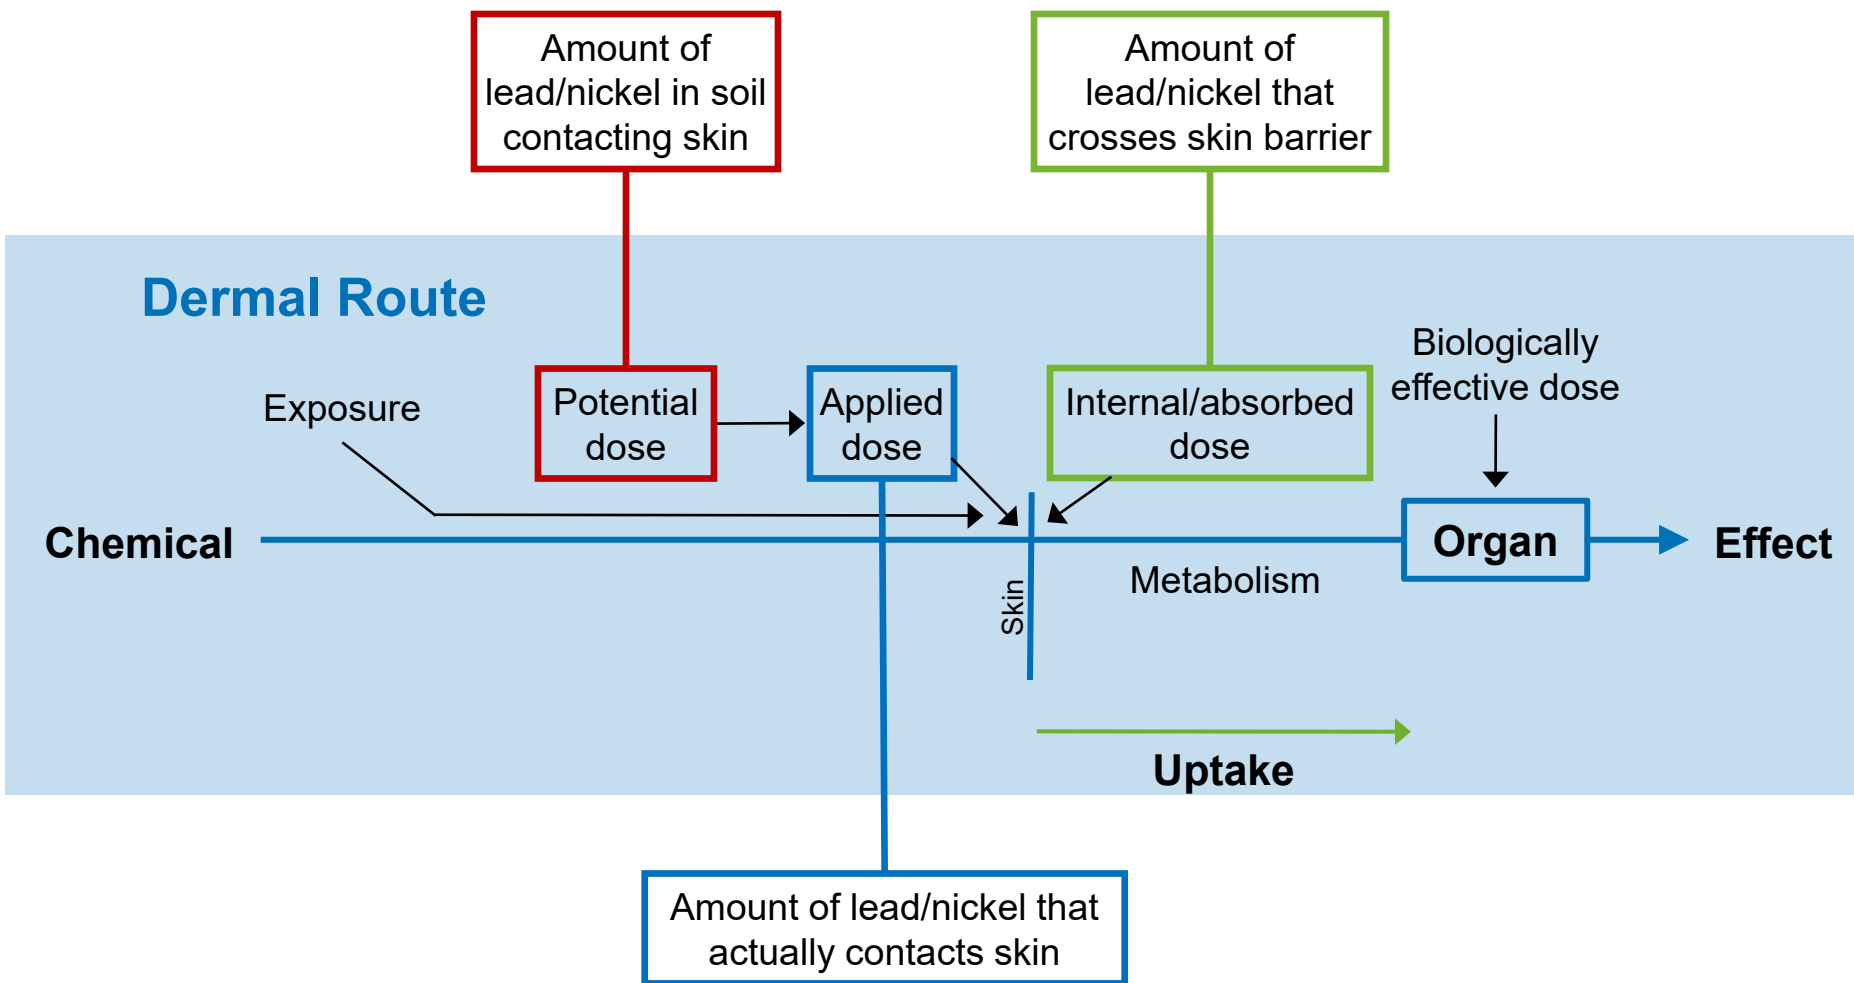 Amount of
lead/nickel in soil
contacting skin
Amount of
lead/nickel that
crosses skin barrier
Dermal Route
Exposure
Potential
dose
Applied
dose
Internal/absorbed
dose
Biologically
effective dose
Chemical
Skin
Metabolism
Organ
Effect
Uptake
Amount of lead/nickel that
actually contacts skin